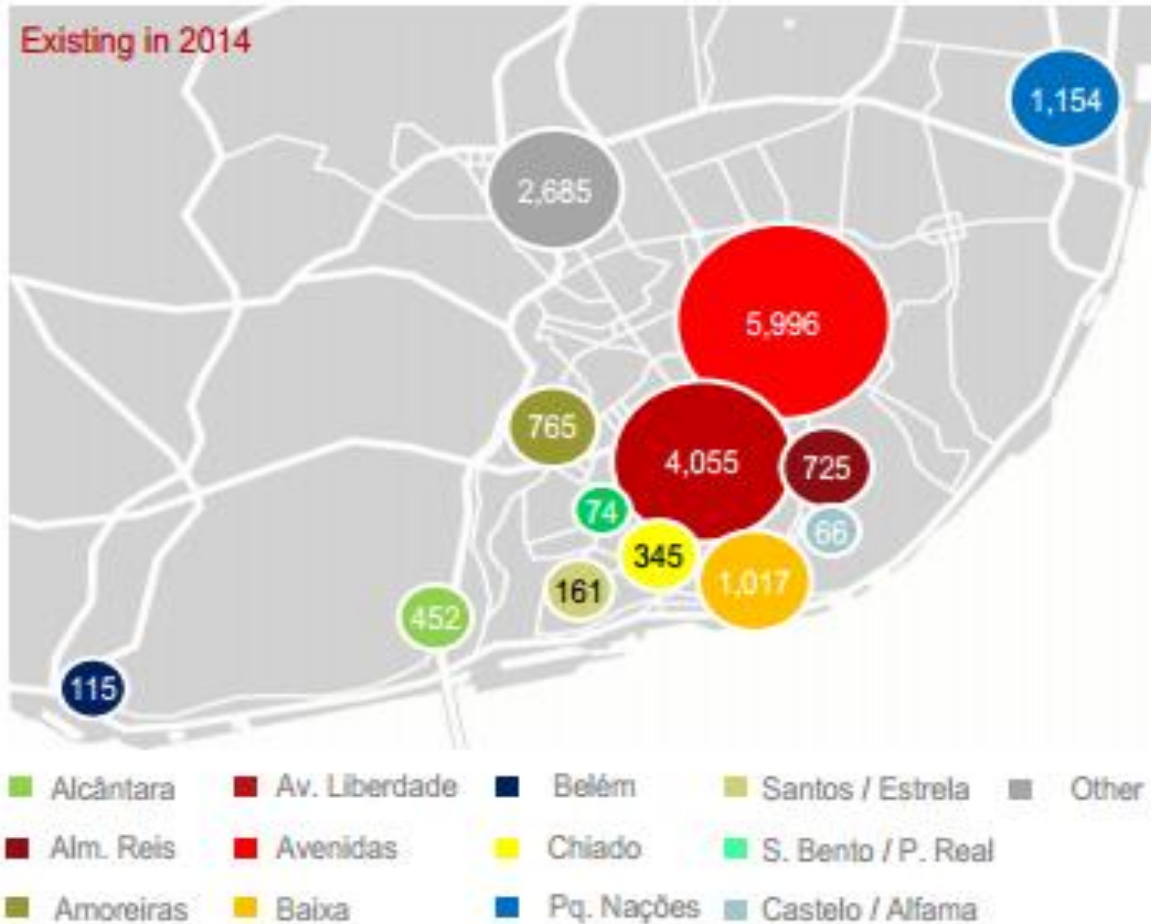 Existing in 2014
1,154
2,685
5,996
765
4,055
725
74
66
345
1,017
161
452
115
Alcântara
Av. Liberdade
Belém
Santos / Estrela
Other
Alm. Reis
Avenidas
Chiado
S. Bento / P. Real
Amoreiras
Baixa
Pq. Nações
Castelo / Alfama